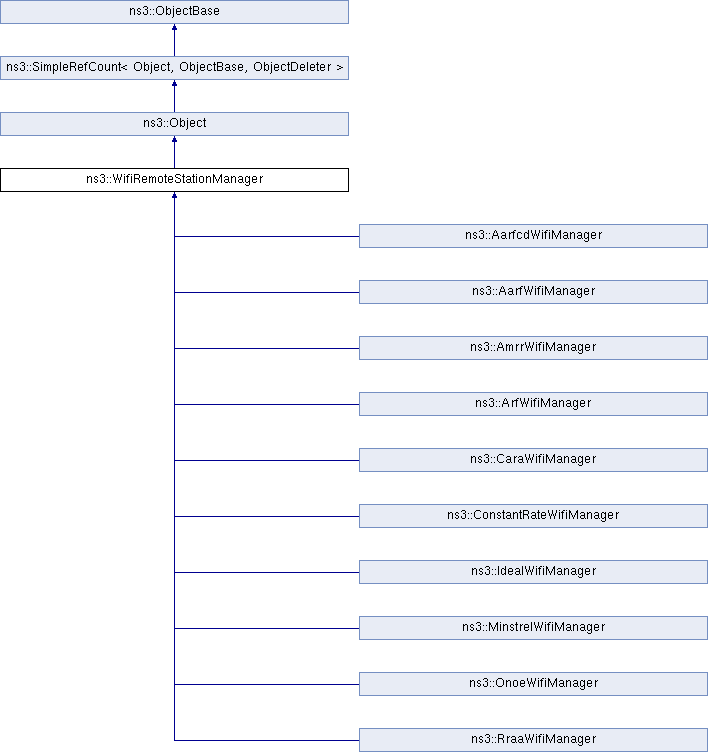 ns3::ObjectBase
ns3::SimpleRefCount< Object, ObjectBase, ObjectDeleter >
ns3::Object
ns3::WifiRemoteStationManager
ns3::AarfcdWifiManager
ns3::AarfWifiManager
ns3::AmrrWifiManager
ns3::ArfWifiManager
ns3::CaraWifiManager
ns3::ConstantRateWifiManager
ns3::IdealWifiManager
ns3::MinstrelWifiManager
ns3::OnoeWifiManager
ns3::RraaWifiManager